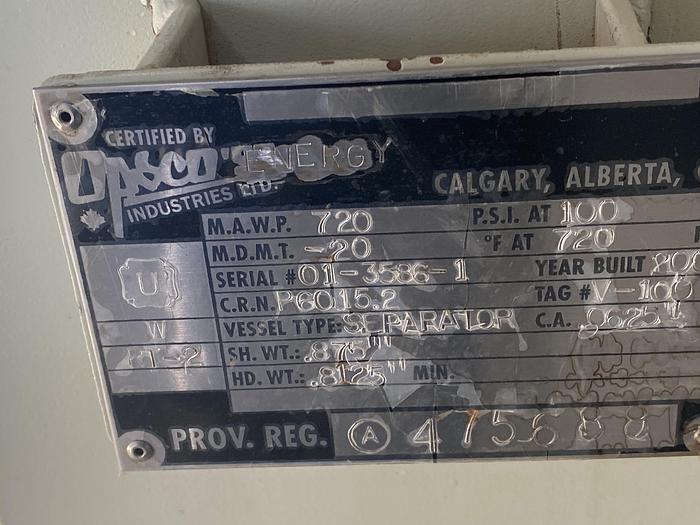 CERTIFIED BY
Opsco ENERGY
INDUSTRIES LTD.
CALGARY, ALBERTA,
M.A.W.P. 720 P.S.I. AT 100
M.D.M.T. -20 °F AT 720
SERIAL # 01-3586-1 YEAR BUILT
C.R.N. P6015.2 TAG #
U
W VESSEL TYPE: SEPARATOR C.A. .0625"
RT-2 SH. WT.: .875"
HD. WT.: .8125" MIN.
PROV. REG. A